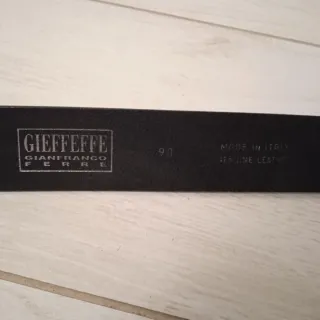 GIEFFEFFE
GIANFRANCO
FERRE
MADE IN ITALY
GENUINE LEATHER